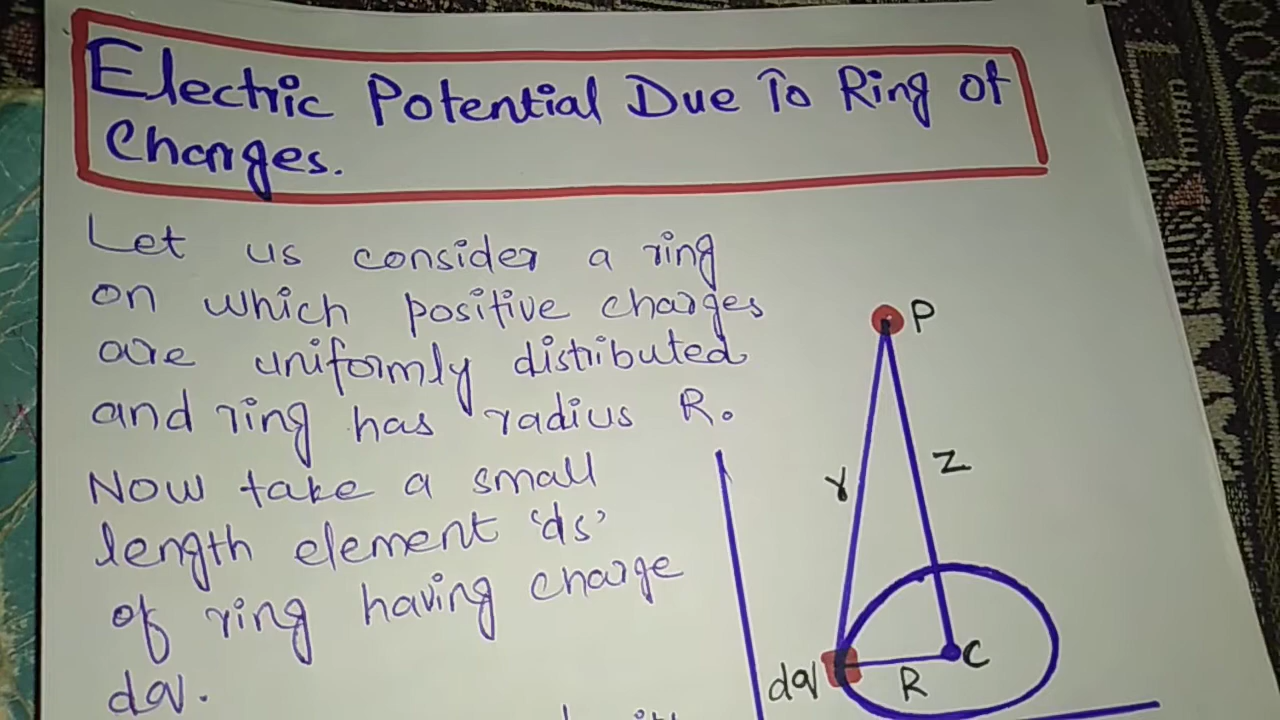 Electric Potential Due To Ring of
Charges.
Let us consider a ring
on which positive charges
are uniformly distributed
and ring has radius R.
Now take a small
length element 'ds'
of ring having charge
dq.
P
r
z
dq
R
C